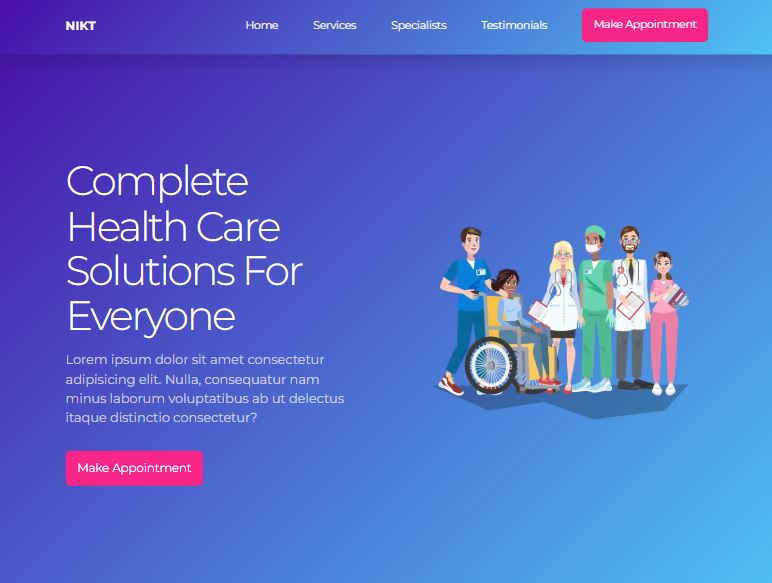 NIKT
Home
Services
Specialists
Testimonials
Make Appointment
Complete
Health Care
Solutions For
Everyone
Lorem ipsum dolor sit amet consectetur
adipisicing elit. Nulla, consequatur nam
minus laborum voluptatibus ab ut delectus
itaque distinctio consectetur?
Make Appointment